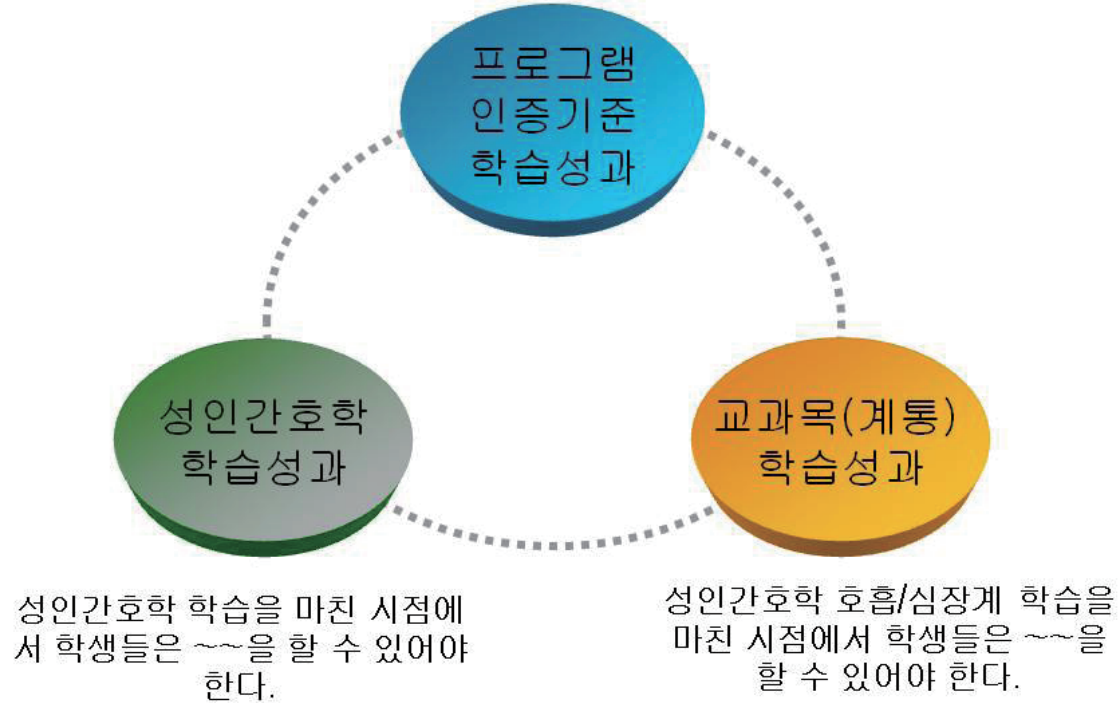 프로그램
인증기준
학습성과
성인간호학
학습성과
교과목(계통)
학습성과
성인간호학 학습을 마친 시점에
서 학생들은 ~~을 할 수 있어야
한다.
성인간호학 호흡/심장계 학습을
마친 시점에서 학생들은 ~~을
할 수 있어야 한다.